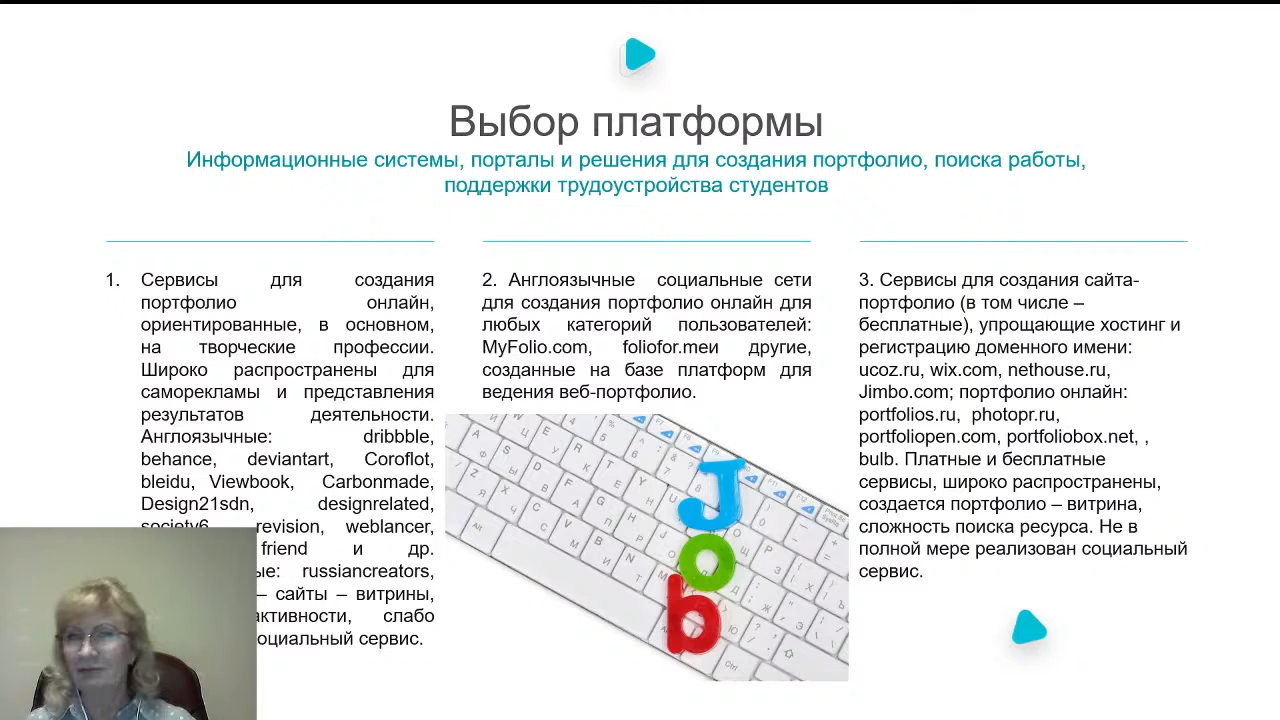 Выбор платформы
Информационные системы, порталы и решения для создания портфолио, поиска работы,
поддержки трудоустройства студентов
1. Сервисы для создания
портфолио онлайн,
ориентированные, в основном,
на творческие профессии.
Широко распространены для
саморекламы и представления
результатов деятельности.
Англоязычные: dribbble,
behance, deviantart, Coroflot,
bleidu, Viewbook, Carbonmade,
Design21sdn, designrelated,
society6, revision, weblancer,
friend и др.
russiancreators,
– сайты – витрины,
слабо
сервис.
2. Англоязычные социальные сети
для создания портфолио онлайн для
любых категорий пользователей:
MyFolio.com, foliofor.meи другие,
созданные на базе платформ для
ведения веб-портфолио.
Job
3. Сервисы для создания сайта-
портфолио (в том числе –
бесплатные), упрощающие хостинг и
регистрацию доменного имени:
ucoz.ru, wix.com, nethouse.ru,
Jimbo.com; портфолио онлайн:
portfolios.ru, photopr.ru,
portfoliopen.com, portfoliobox.net, ,
bulb. Платные и бесплатные
сервисы, широко распространены,
создается портфолио – витрина,
сложность поиска ресурса. Не в
полной мере реализован социальный
сервис.